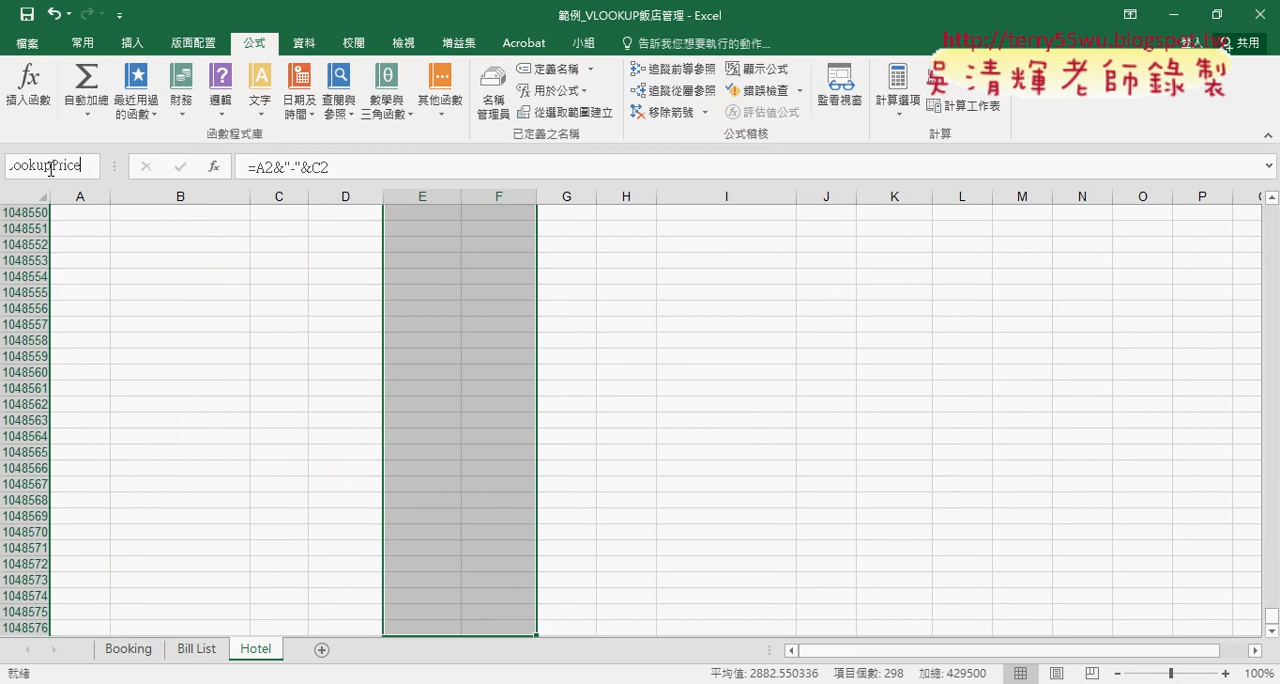 範例_VLOOKUP飯店管理 - Excel
檔案 常用 插入 版面配置 公式 資料 校閱 檢視 增益集 Acrobat 小組 告訴我您想要執行的動作... 登入 共用
http://terry55wu.blogspot.tw
吳清輝老師錄製
插入函數 自動加總 最近用過的函數 財務 邏輯 文字 日期及時間 查閱與參照 數學與三角函數 其他函數
函數程式庫
名稱管理員 定義名稱 用於公式 從選取範圍建立
已定義之名稱
追蹤前導參照 追蹤從屬參照 移除箭號 顯示公式 錯誤檢查 評估值公式 監看視窗
公式稽核
計算選項 計算工作表
計算
LookupPrice fx =A2&"-"&C2
A B C D E F G H I J K L M N O P
1048550
1048551
1048552
1048553
1048554
1048555
1048556
1048557
1048558
1048559
1048560
1048561
1048562
1048563
1048564
1048565
1048566
1048567
1048568
1048569
1048570
1048571
1048572
1048573
1048574
1048575
1048576
Booking Bill List Hotel
就緒 平均值: 2882.550336 項目個數: 298 加總: 429500 100%